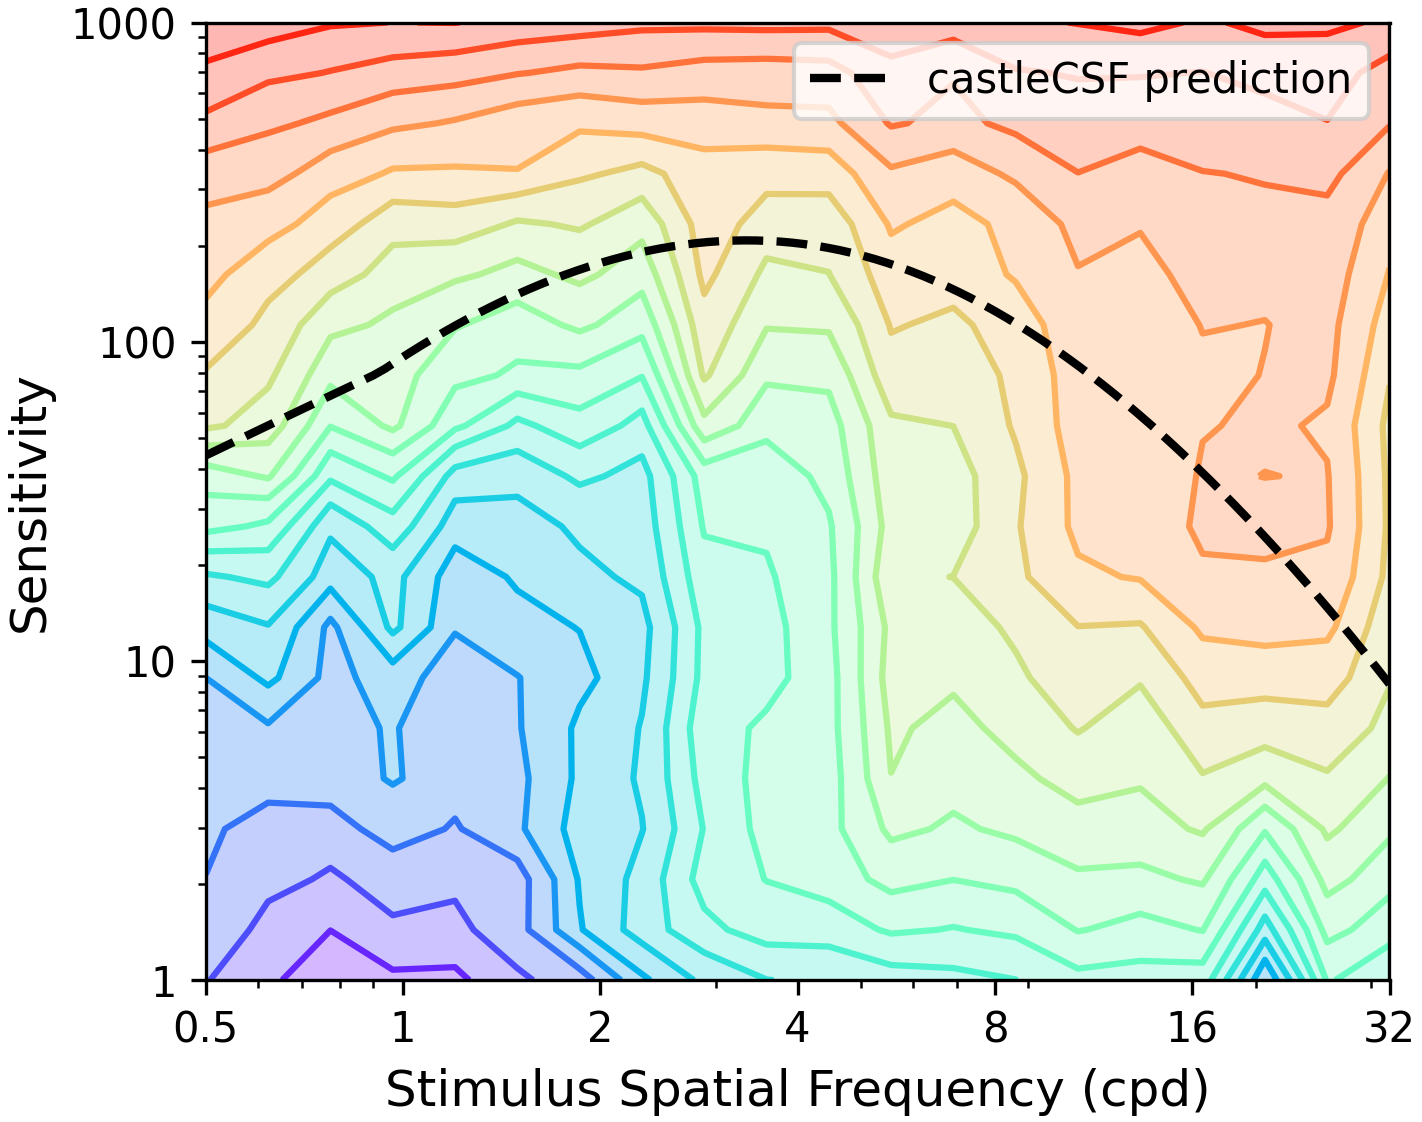 1000
castleCSF prediction
100
Sensitivity
10
1
0.5 1 2 4 8 16 32
Stimulus Spatial Frequency (cpd)